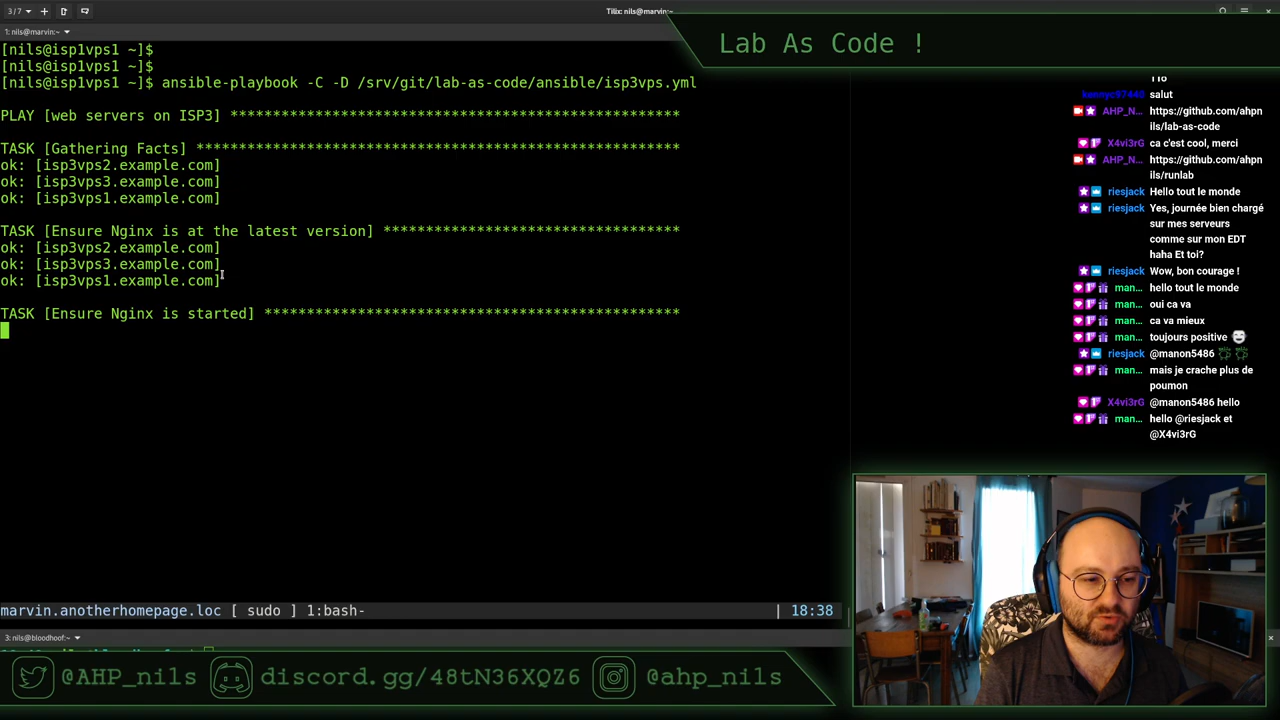 3/7
Tilix: nils@marvin:~
1: nils@marvin:~
Lab As Code !
[nils@isp1vps1 ~]$
[nils@isp1vps1 ~]$
[nils@isp1vps1 ~]$ ansible-playbook -C -D /srv/git/lab-as-code/ansible/isp3vps.yml
PLAY [web servers on ISP3] ****************************************************
TASK [Gathering Facts] ********************************************************
ok: [isp3vps2.example.com]
ok: [isp3vps3.example.com]
ok: [isp3vps1.example.com]
TASK [Ensure Nginx is at the latest version] **********************************
ok: [isp3vps2.example.com]
ok: [isp3vps3.example.com]
ok: [isp3vps1.example.com]
TASK [Ensure Nginx is started] ************************************************
marvin.anotherhomepage.loc [ sudo ] 1:bash- | 18:38
3: nils@bloodhoof:~
salut
AHP_N... https://github.com/ahpn
ils/lab-as-code
X4vi3rG ca c'est cool, merci
AHP_N... https://github.com/ahpn
ils/runlab
riesjack Hello tout le monde
riesjack Yes, journée bien chargé
sur mes serveurs
comme sur mon EDT
haha Et toi?
riesjack Wow, bon courage !
man... hello tout le monde
man... oui ca va
man... ca va mieux
man... toujours positive
riesjack @manon5486
man... mais je crache plus de
poumon
X4vi3rG @manon5486 hello
man... hello @riesjack et
@X4vi3rG
@AHP_nils discord.gg/48tN36XQZ6 @ahp_nils